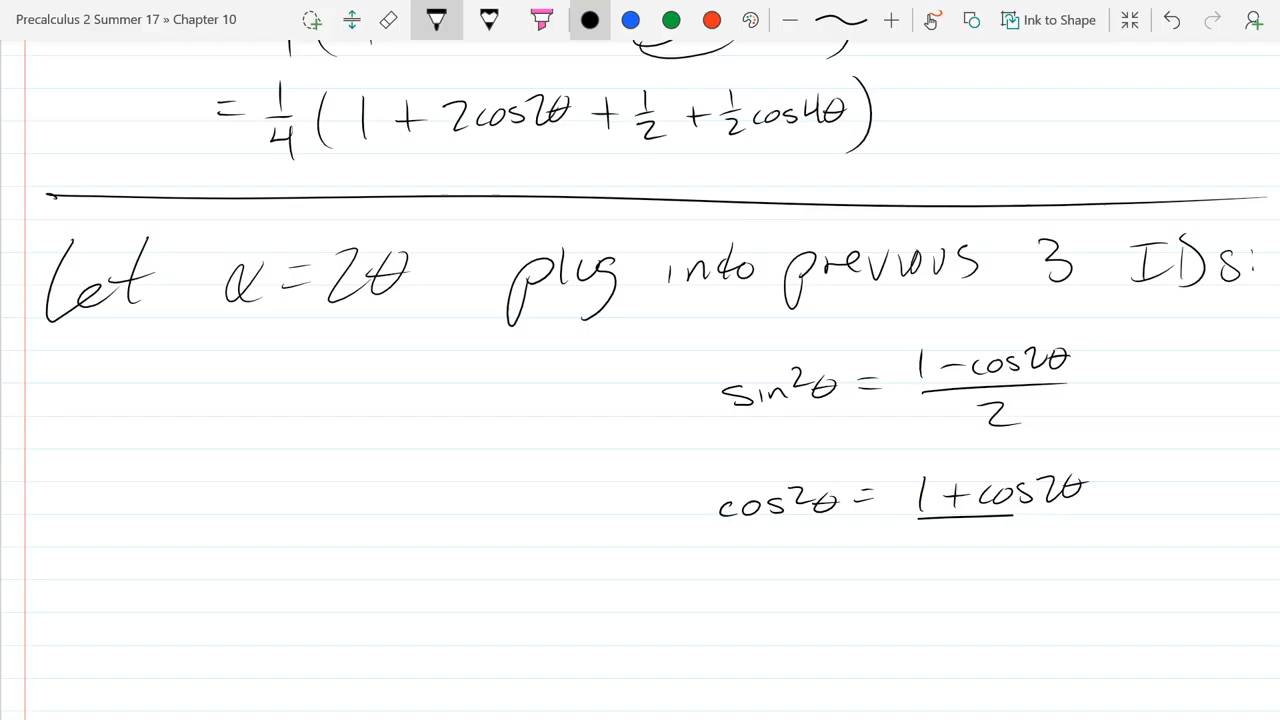 Precalculus 2 Summer 17 » Chapter 10
Ink to Shape
= 1/4 ( 1 + 2cos2θ + 1/2 + 1/2 cos4θ )
Let α = 2θ plug into previous 3 IDs:
sin²θ = (1 - cos2θ)/2
cos²θ = 1 + cos2θ